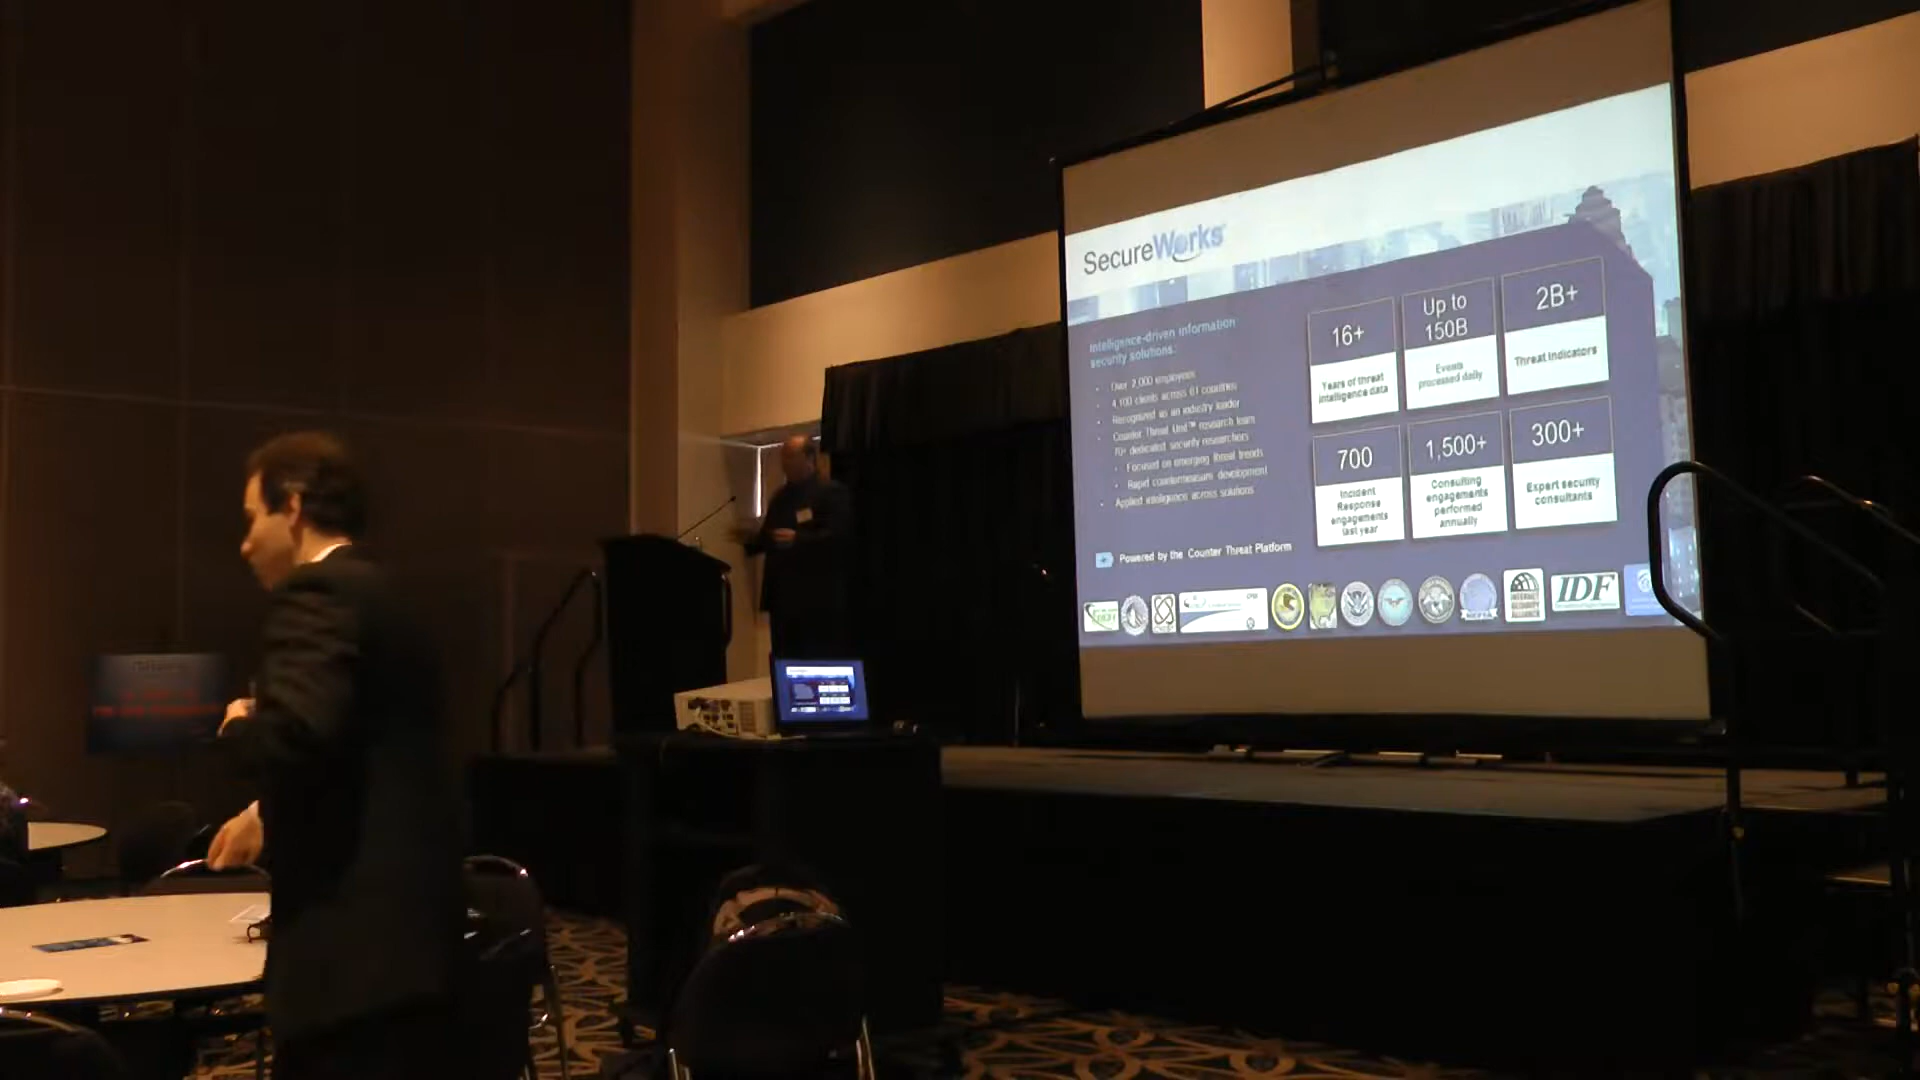 SecureWorks
Intelligence-driven information
security solutions:
Over 2,000 employees
4,100 clients across 61 countries
Recognized as an industry leader
Counter Threat Unit™ research team
70+ dedicated security researchers
Focused on emerging threat trends
Rapid countermeasure development
Applied intelligence across solutions
Powered by the Counter Threat Platform
16+
Years of threat
intelligence data
Up to
150B
Events
processed daily
2B+
Threat Indicators
700
Incident
Response
engagements
last year
1,500+
Consulting
engagements
performed
annually
300+
Expert security
consultants
INTERNET
SECURITY
ALLIANCE
IDF